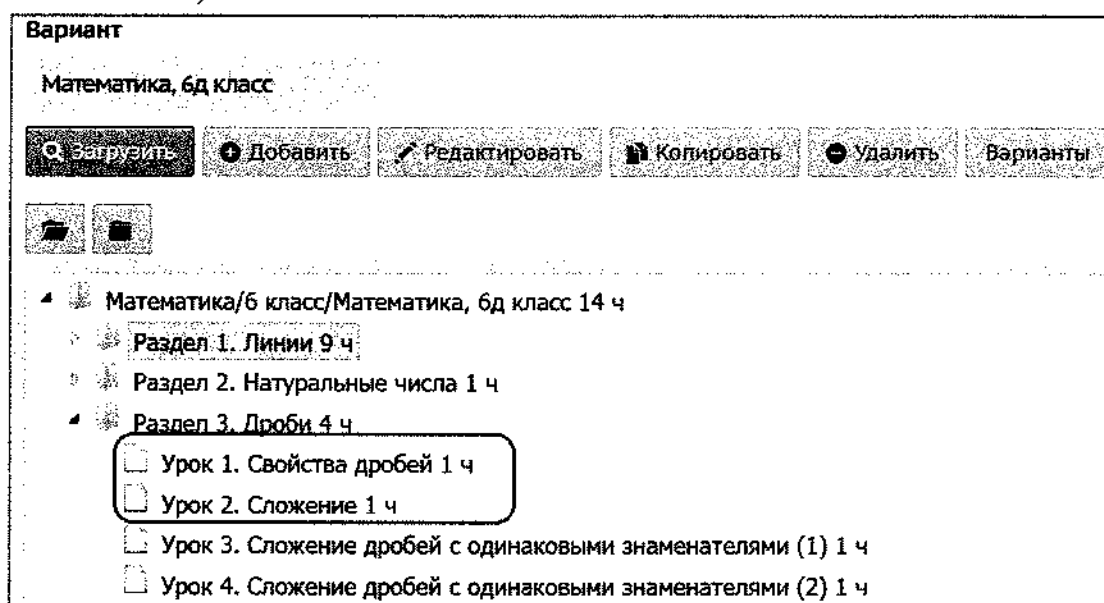 Вариант
Математика, 6д класс
Загрузить Добавить Редактировать Копировать Удалить Варианты
Математика/6 класс/Математика, 6д класс 14 ч
Раздел 1. Линии 9 ч
Раздел 2. Натуральные числа 1 ч
Раздел 3. Дроби 4 ч
Урок 1. Свойства дробей 1 ч
Урок 2. Сложение 1 ч
Урок 3. Сложение дробей с одинаковыми знаменателями (1) 1 ч
Урок 4. Сложение дробей с одинаковыми знаменателями (2) 1 ч